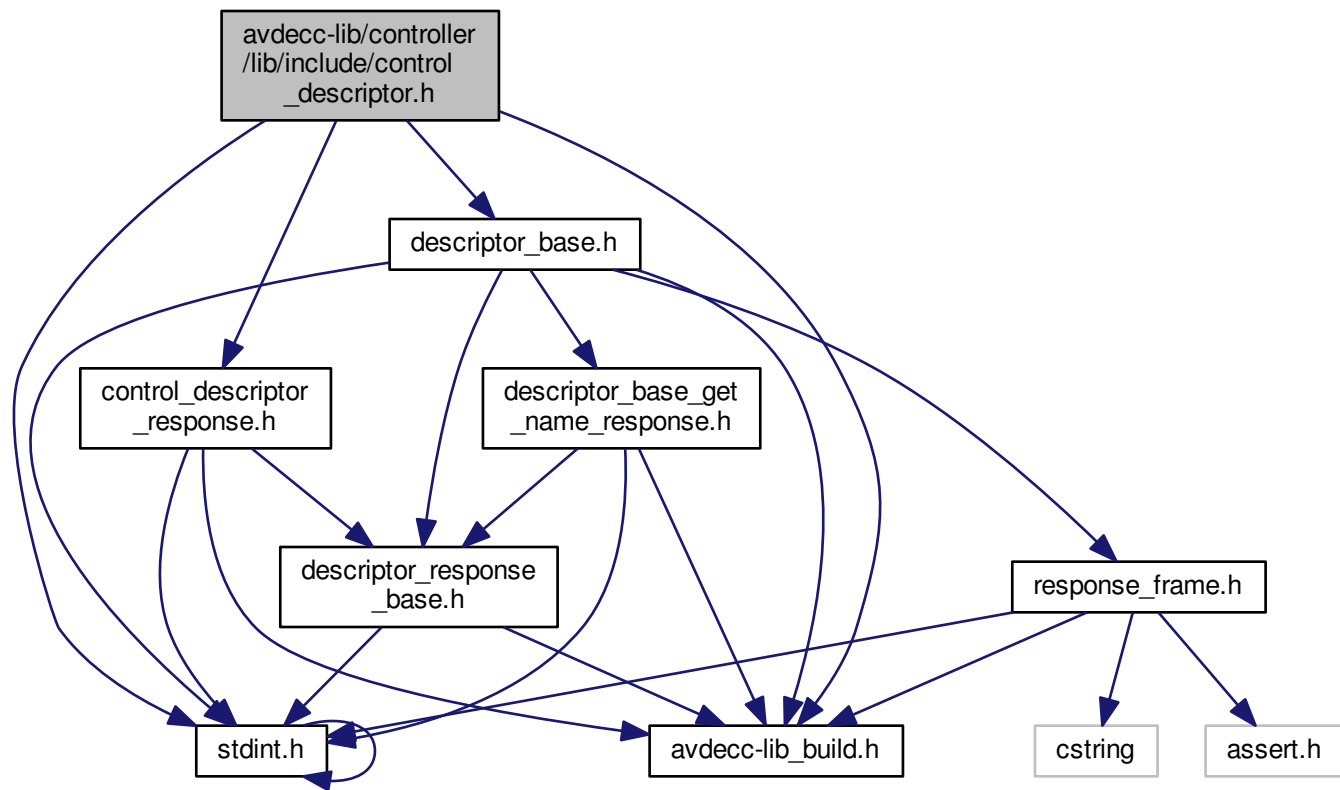 avdecc-lib/controller
/lib/include/control
_descriptor.h
descriptor_base.h
control_descriptor
_response.h
descriptor_base_get
_name_response.h
descriptor_response
_base.h
response_frame.h
stdint.h
avdecc-lib_build.h
cstring
assert.h